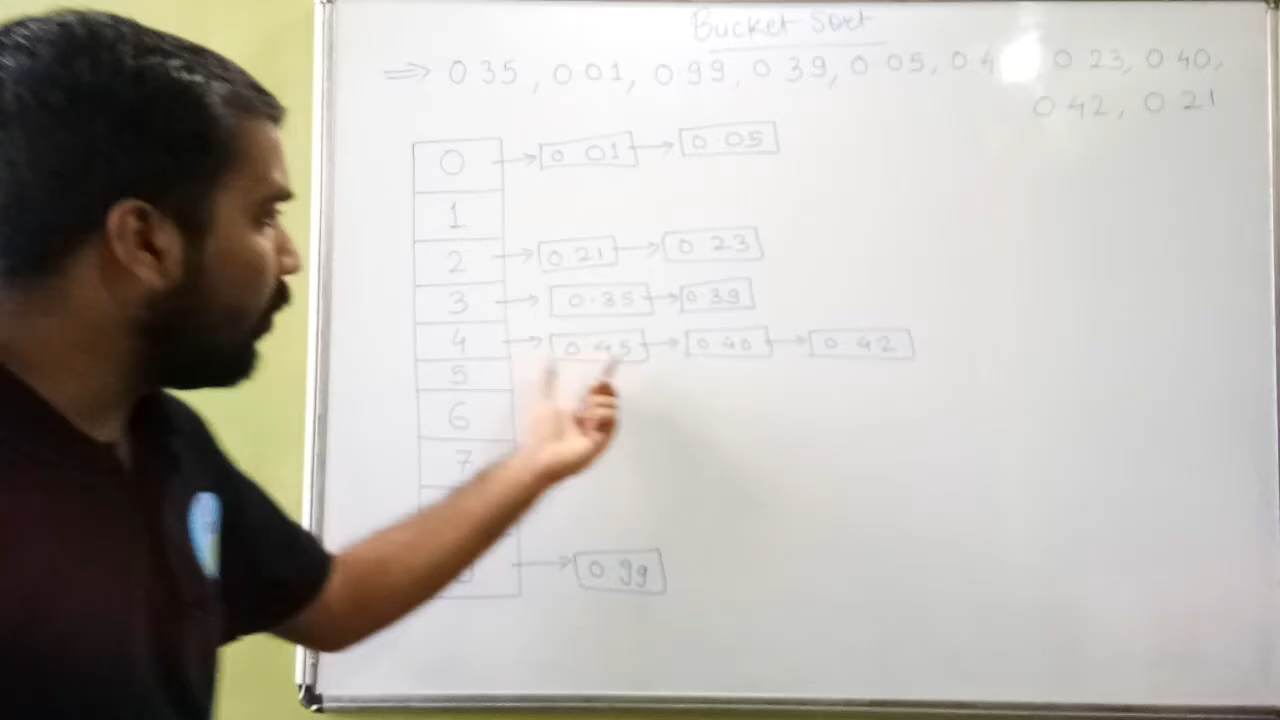 Bucket Sort
⇒ 0 35, 0 01, 0 99, 0 39, 0 05, 0 4 0 23, 0 40,
0 42, 0 21
0 → 0 01 → 0 05
1
2 → 0 21 → 0 23
3 → 0.35 → 0.39
4 → 0 45 → 0 40 → 0 42
5
6
7
→ 0 99